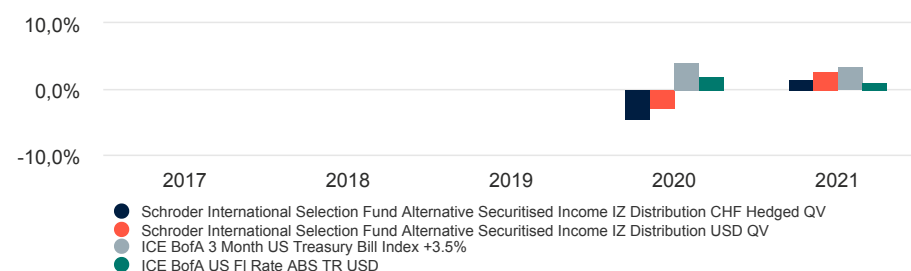 10,0%
0,0%
-10,0%
2017 2018 2019 2020 2021
Schroder International Selection Fund Alternative Securitised Income IZ Distribution CHF Hedged QV
Schroder International Selection Fund Alternative Securitised Income IZ Distribution USD QV
ICE BofA 3 Month US Treasury Bill Index +3.5%
ICE BofA US Fl Rate ABS TR USD